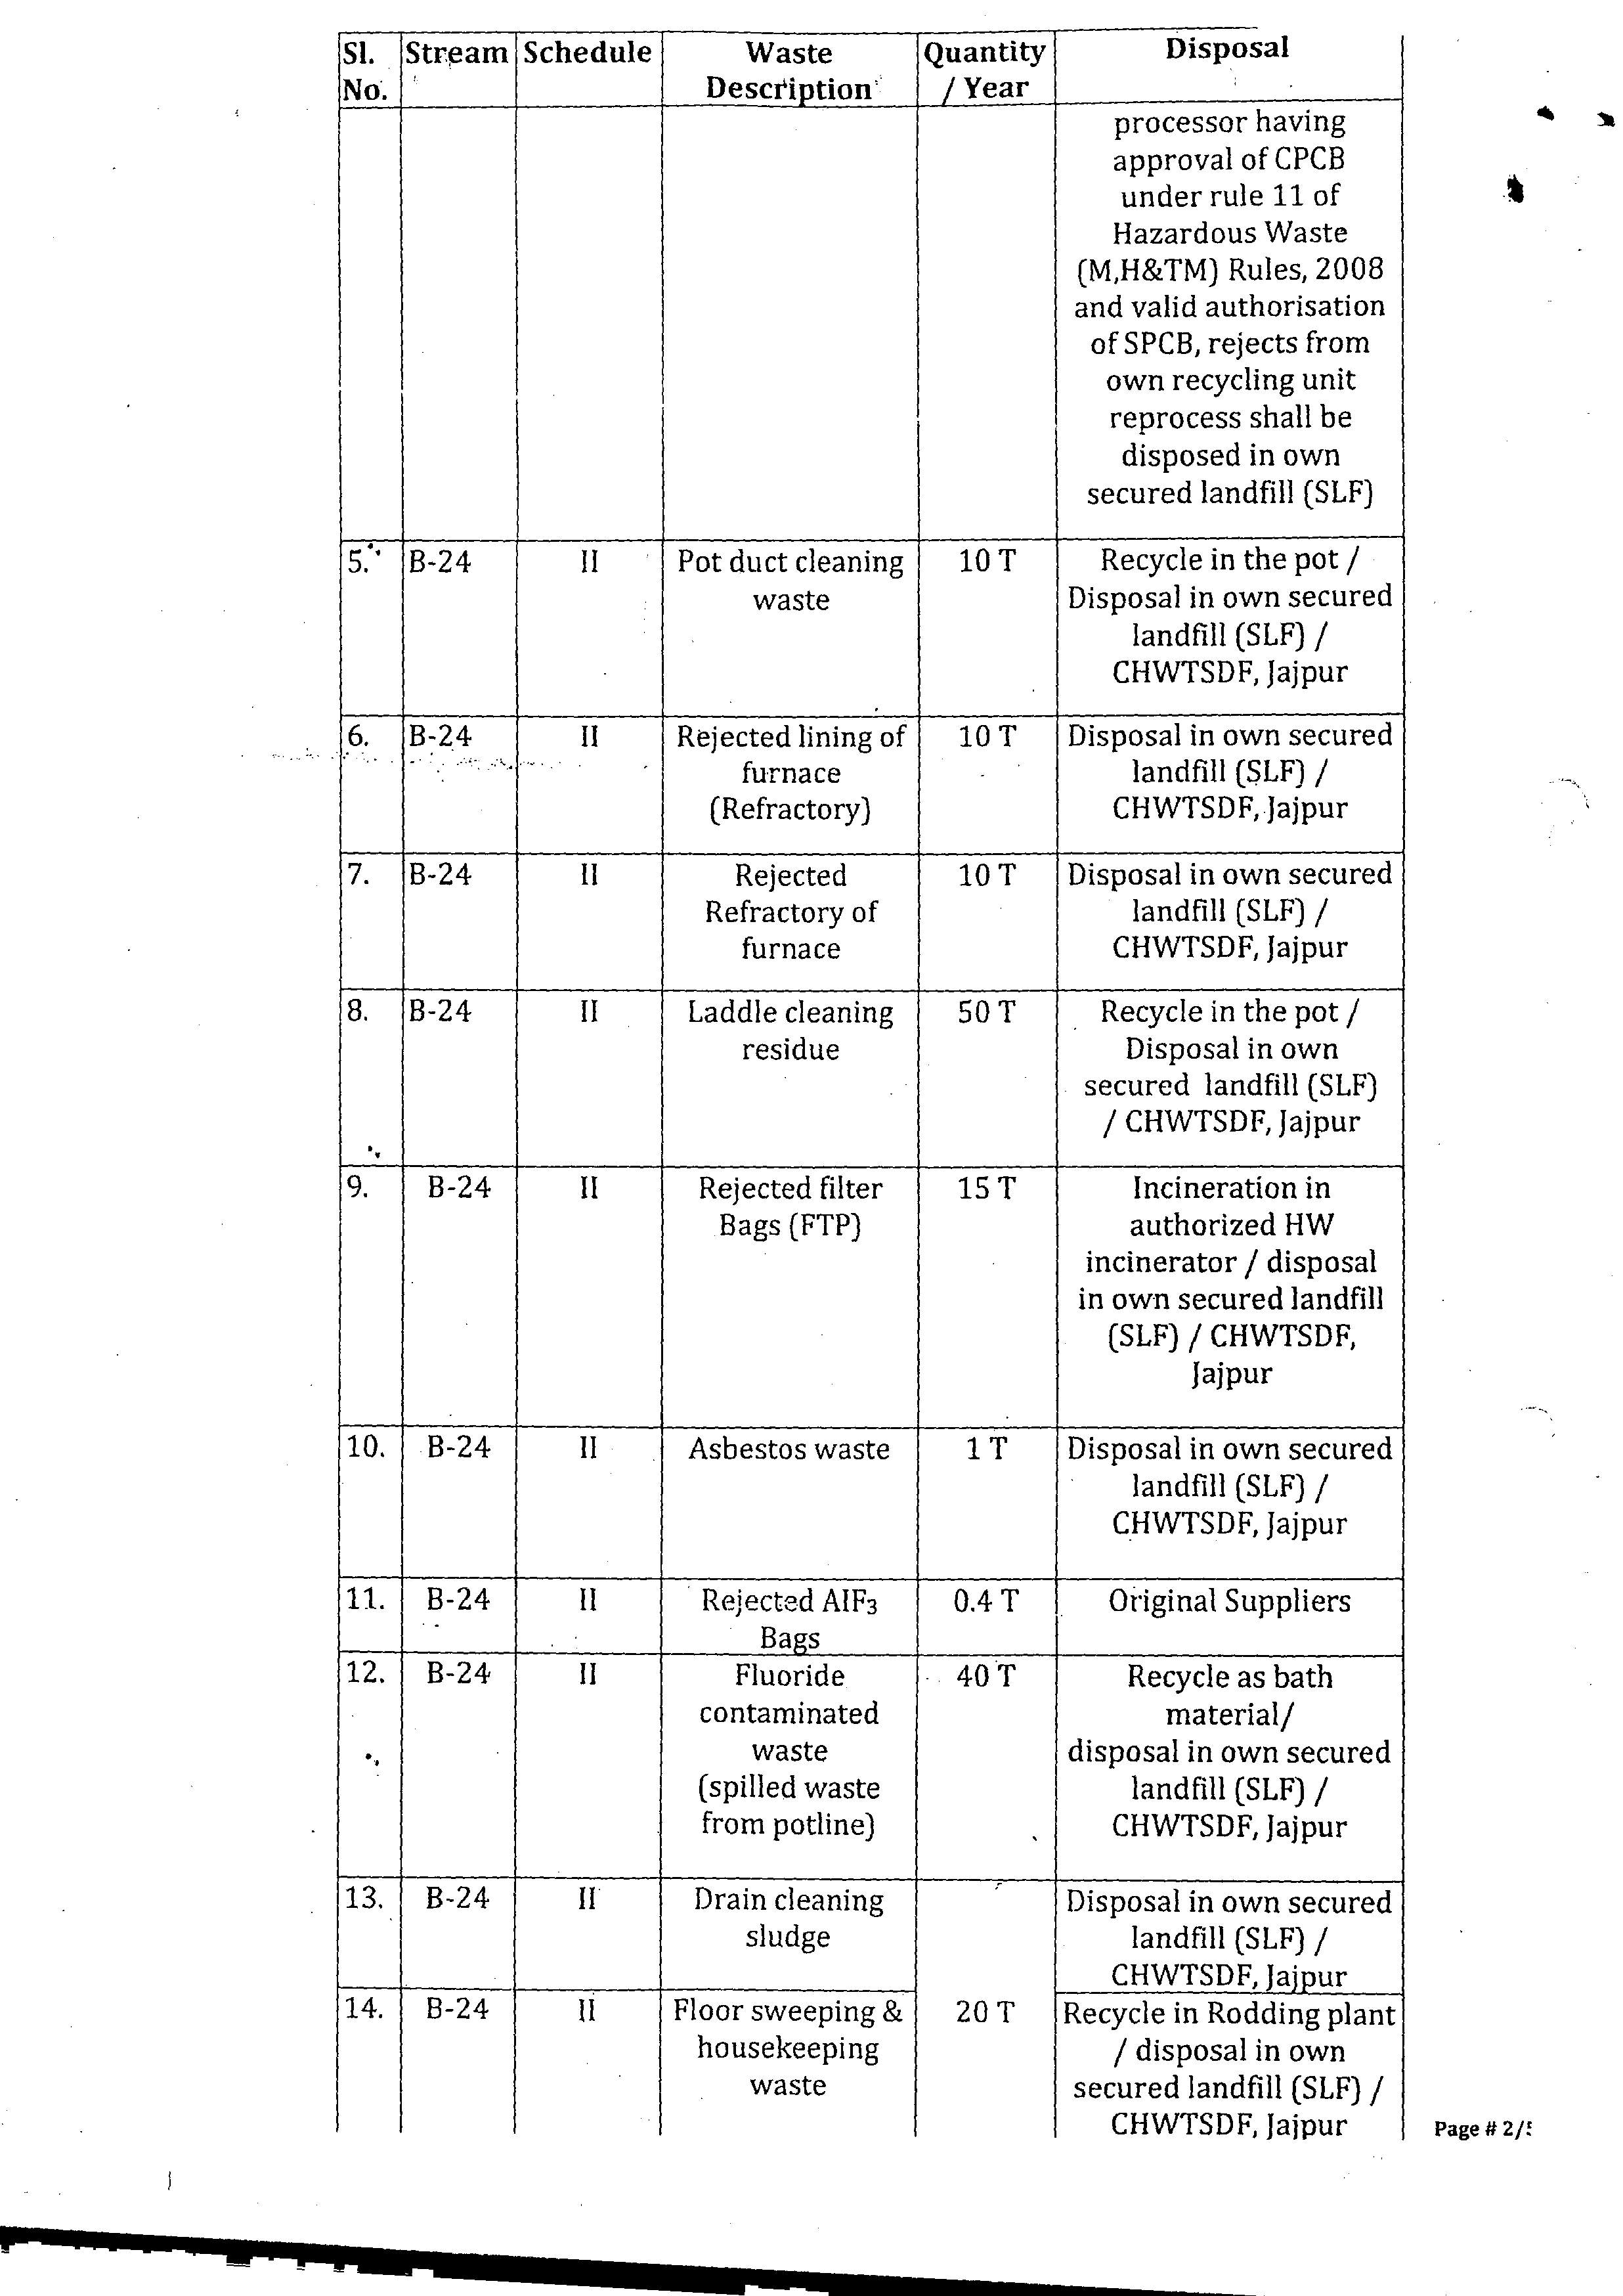 Sl. Stream Schedule Waste Quantity Disposal
No. Description / Year
processor having
approval of CPCB
under rule 11 of
Hazardous Waste
(M,H&TM) Rules, 2008
and valid authorisation
of SPCB, rejects from
own recycling unit
reprocess shall be
disposed in own
secured landfill (SLF)
5. B-24 II Pot duct cleaning 10 T Recycle in the pot /
waste Disposal in own secured
landfill (SLF) /
CHWTSDF, Jajpur
6. B-24 II Rejected lining of 10 T Disposal in own secured
furnace landfill (SLF) /
(Refractory) CHWTSDF, Jajpur
7. B-24 II Rejected 10 T Disposal in own secured
Refractory of landfill (SLF) /
furnace CHWTSDF, Jajpur
8. B-24 II Laddle cleaning 50 T Recycle in the pot /
residue Disposal in own
secured landfill (SLF)
/ CHWTSDF, Jajpur
9. B-24 II Rejected filter 15 T Incineration in
Bags (FTP) authorized HW
incinerator / disposal
in own secured landfill
(SLF) / CHWTSDF,
Jajpur
10. B-24 II Asbestos waste 1 T Disposal in own secured
landfill (SLF) /
CHWTSDF, Jajpur
11. B-24 II Rejected AlF3 0.4 T Original Suppliers
Bags
12. B-24 II Fluoride 40 T Recycle as bath
contaminated material/
waste disposal in own secured
(spilled waste landfill (SLF) /
from potline) CHWTSDF, Jajpur
13. B-24 II Drain cleaning Disposal in own secured
sludge landfill (SLF) /
CHWTSDF, Jajpur
14. B-24 II Floor sweeping & 20 T Recycle in Rodding plant
housekeeping / disposal in own
waste secured landfill (SLF) /
CHWTSDF, Jajpur
Page # 2/